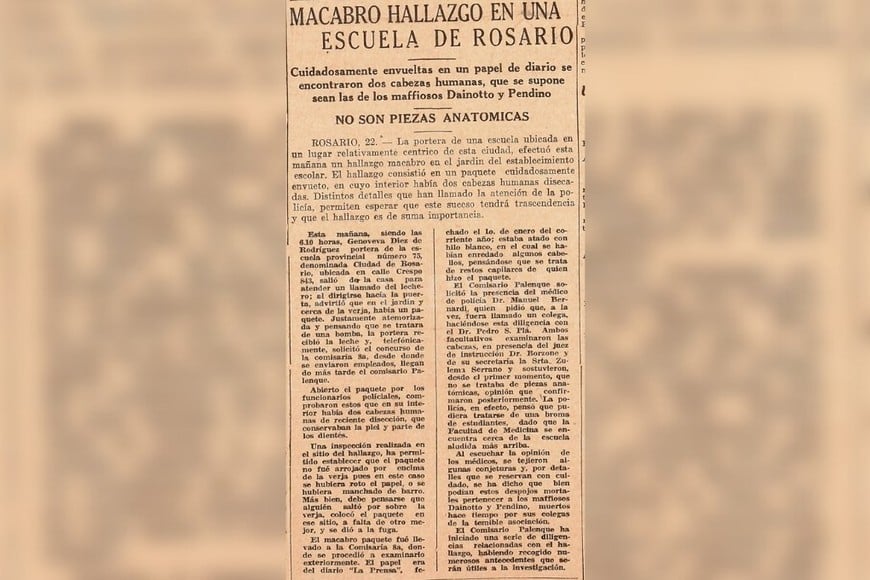 MACABRO HALLAZGO EN UNA
ESCUELA DE ROSARIO
Cuidadosamente envueltas en un papel de diario se
encontraron dos cabezas humanas, que se supone
sean las de los maffiosos Dainotto y Pendino
NO SON PIEZAS ANATOMICAS
ROSARIO, 22. — La portera de una escuela ubicada en
un lugar relativamente centrico de esta ciudad, efectuó esta
mañana un hallazgo macabro en el jardin del establecimiento
escolar. El hallazgo consistió en un paquete cuidadosamente
envueto, en cuyo interior había dos cabezas humanas diseca-
das. Distintos detalles que han llamado la atención de la po-
licía, permiten esperar que este suceso tendrá trascendencia
y que el hallazgo es de suma importancia.
Esta mañana, siendo las
6.10 horas, Genoveva Diez de
Rodríguez portera de la es-
cuela provincial número 75,
denominada Ciudad de Rosa-
rio, ubicada en calle Crespo
843, salió de la casa para
atender un llamado del leche-
ro; al dirigirse hacia la puer-
ta, advirtió que en el jardín y
cerca de la verja, había un pa-
quete. Justamente atemoriza-
da y pensando que se tratara
de una bomba, la portera re-
cibió la leche y, telefónica-
mente, solicitó el concurso de
la comisaría 8a, desde donde
se enviaron empleados, llegan
do más tarde el comisario Pa-
lenque.
Abierto el paquete por los
funcionarios policiales, com-
probaron estos que en su inte-
rior había dos cabezas huma-
nas de reciente disección, que
conservaban la piel y parte de
los dientes.
Una inspección realizada en
el sitio del hallazgo, ha permi-
tido establecer que el paquete
no fué arrojado por encima
de la verja pues en este caso
se hubiera roto el papel, o se
hubiera manchado de barro.
Más bien, debe pensarse que
alguién saltó por sobre la
verja, colocó el paquete en
ese sitio, a falta de otro me-
jor, y se dió a la fuga.
El macabro paquete fué lle-
vado a la Comisaría 8a, don-
de se procedió a examinarlo
exteriormente. El papel era
del diario "La Prensa", fe-
chado el 1o. de enero del co-
rriente año; estaba atado con
hilo blanco, en el cual se ha-
bían enredado algunos cabe-
llos, pensándose que se trata
de restos capilares de quien
hizo el paquete.
El Comisario Palenque so-
licitó la presencia del médico
de policía Dr. Manuel Ber-
nardi, quien pidió que, a la
vez, fuera llamado un colega,
haciéndose esta diligencia con
el Dr. Pedro S. Plá. Ambos
facultativos examinaron las
cabezas, en presencia del juez
de instrucción Dr. Borzone y
de su secretaria la Srta. Zu-
lema Serrano y sostuvieron,
desde el primer momento, que
no se trataba de piezas ana-
tómicas, opinión que confir-
maron posteriormente. La po-
licía, en efecto, pensó que pu-
diera tratarse de una broma
de estudiantes, dado que la
Facultad de Medicina se en-
cuentra cerca de la escuela
aludida más arriba.
Al escuchar la opinión de
los médicos, se tejieron al-
gunas conjeturas y, por deta-
lles que se reservan con cui-
dado, se ha dicho que bien
podían estos despojos morta-
les pertenecer a los maffiosos
Dainotto y Pendino, muertos
hace tiempo por sus colegas
de la temible asociación.
El Comisario Palenque ha
iniciado una serie de diligen
cias relacionadas con el ha-
llazgo, habiendo recogido nu-
merosos antecedentes que se-
rán útiles a la investigación.